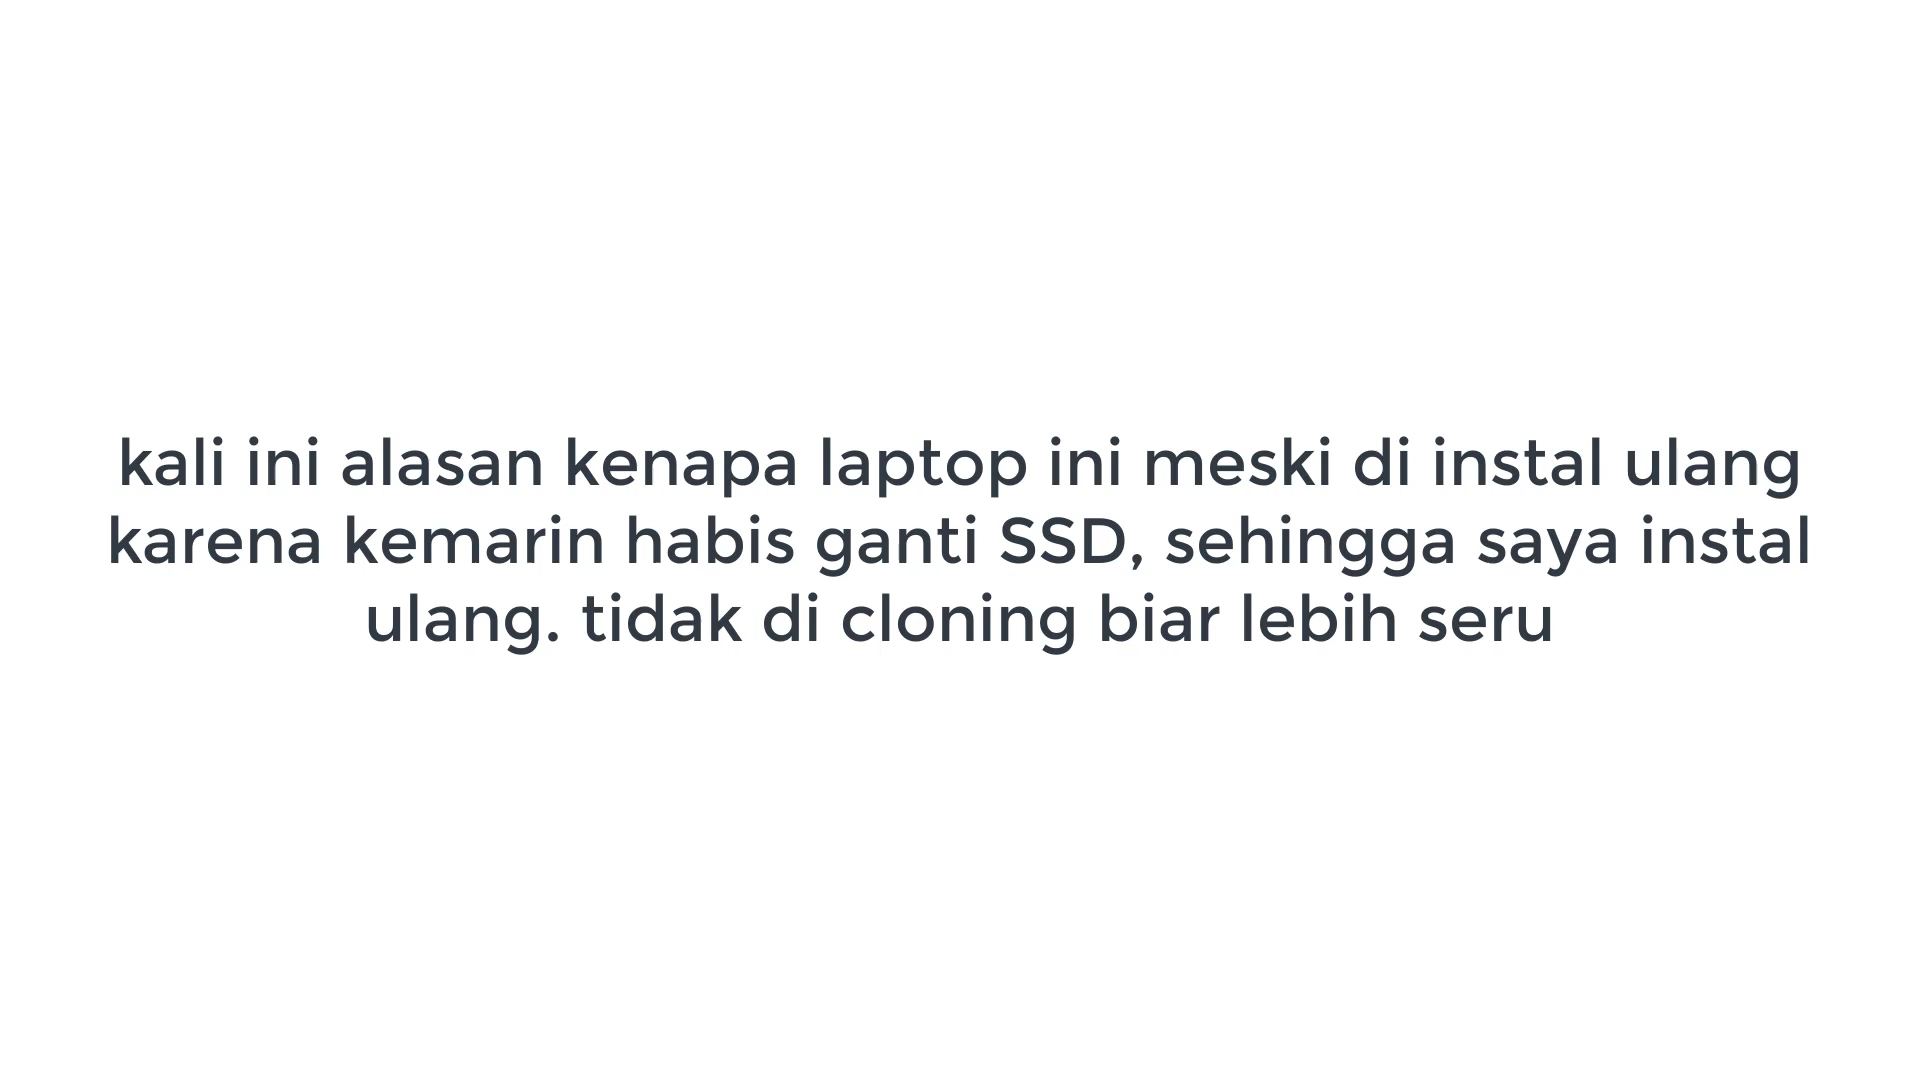 kali ini alasan kenapa laptop ini meski di instal ulang
karena kemarin habis ganti SSD, sehingga saya instal
ulang. tidak di cloning biar lebih seru